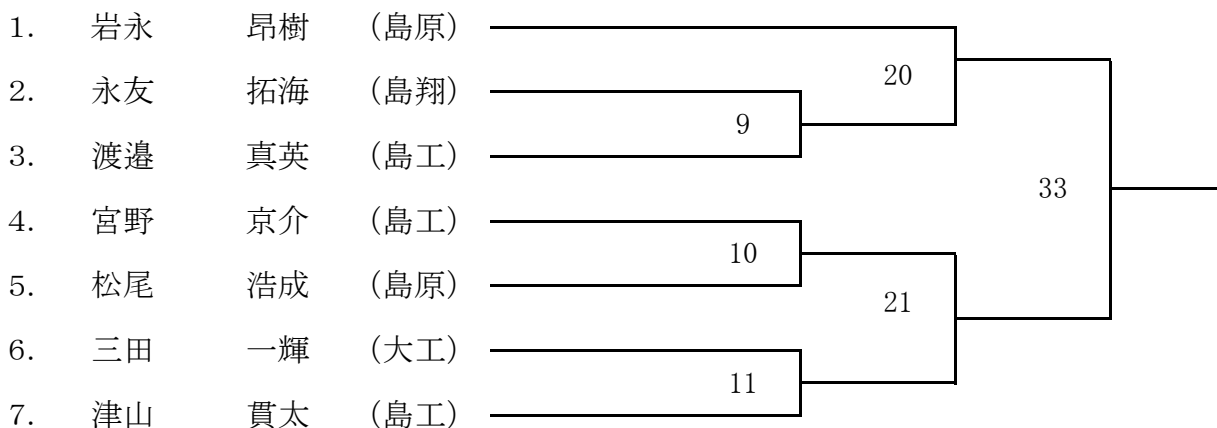 1. 岩永 昂樹 (島原)
20
2. 永友 拓海 (島翔)
9
3. 渡邉 真英 (島工)
33
4. 宮野 京介 (島工)
10
5. 松尾 浩成 (島原)
21
6. 三田 一輝 (大工)
11
7. 津山 貫太 (島工)